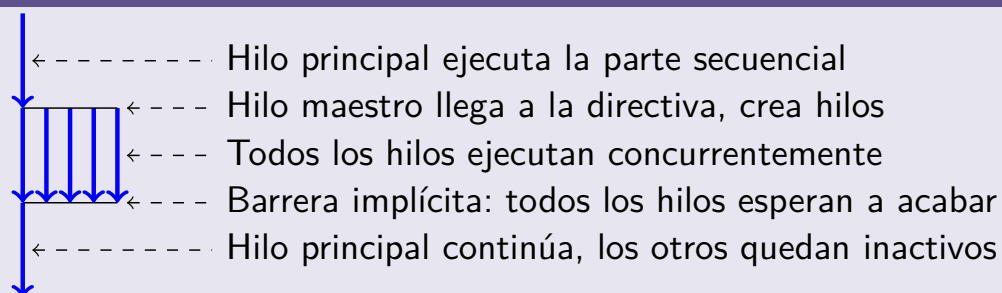 Hilo principal ejecuta la parte secuencial
Hilo maestro llega a la directiva, crea hilos
Todos los hilos ejecutan concurrentemente
Barrera implícita: todos los hilos esperan a acabar
Hilo principal continúa, los otros quedan inactivos